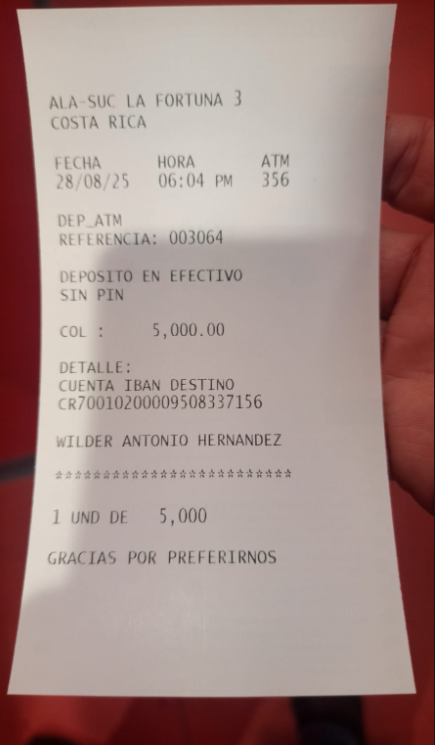 ALA-SUC LA FORTUNA 3
COSTA RICA
FECHA HORA ATM
28/08/25 06:04 PM 356
DEP_ATM
REFERENCIA: 003064
DEPOSITO EN EFECTIVO
SIN PIN
COL : 5,000.00
DETALLE:
CUENTA IBAN DESTINO
CR70010200009508337156
WILDER ANTONIO HERNANDEZ
*************************
1 UND DE 5,000
GRACIAS POR PREFERIRNOS